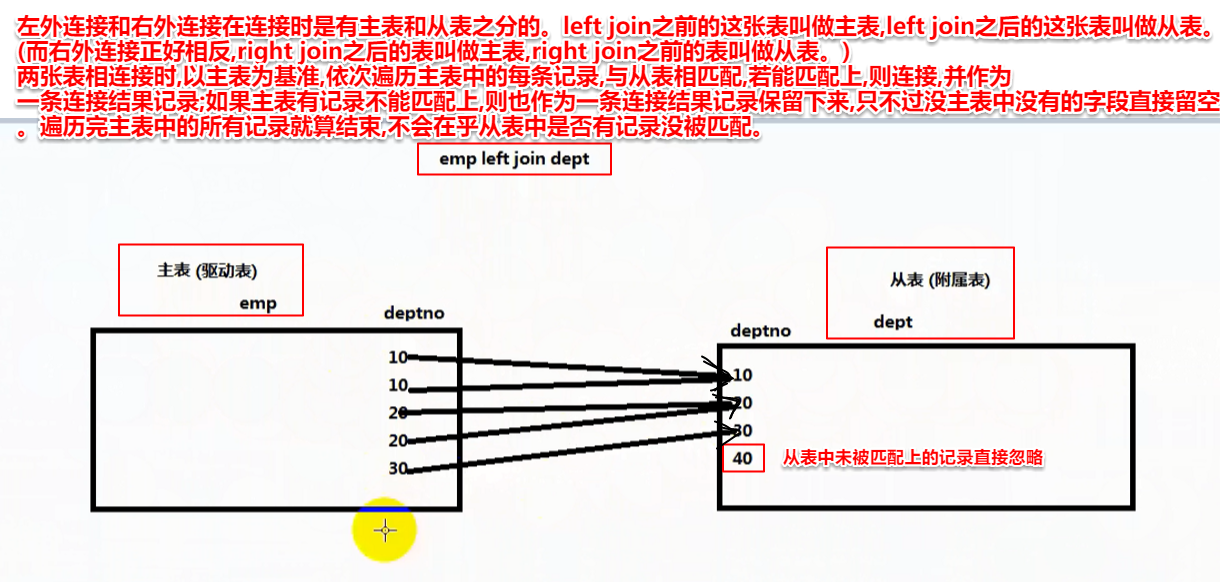 左外连接和右外连接在连接时是有主表和从表之分的。left join之前的这张表叫做主表,left join之后的这张表叫做从表。
(而右外连接正好相反,right join之后的表叫做主表,right join之前的表叫做从表。)
两张表相连接时,以主表为基准,依次遍历主表中的每条记录,与从表相匹配,若能匹配上,则连接,并作为
一条连接结果记录;如果主表有记录不能匹配上,则也作为一条连接结果记录保留下来,只不过没主表中没有的字段直接留空
。遍历完主表中的所有记录就算结束,不会在乎从表中是否有记录没被匹配。
emp left join dept
主表 (驱动表)
emp
从表 (附属表)
dept
deptno
10
10
20
20
30
deptno
10
20
30
40
从表中未被匹配上的记录直接忽略